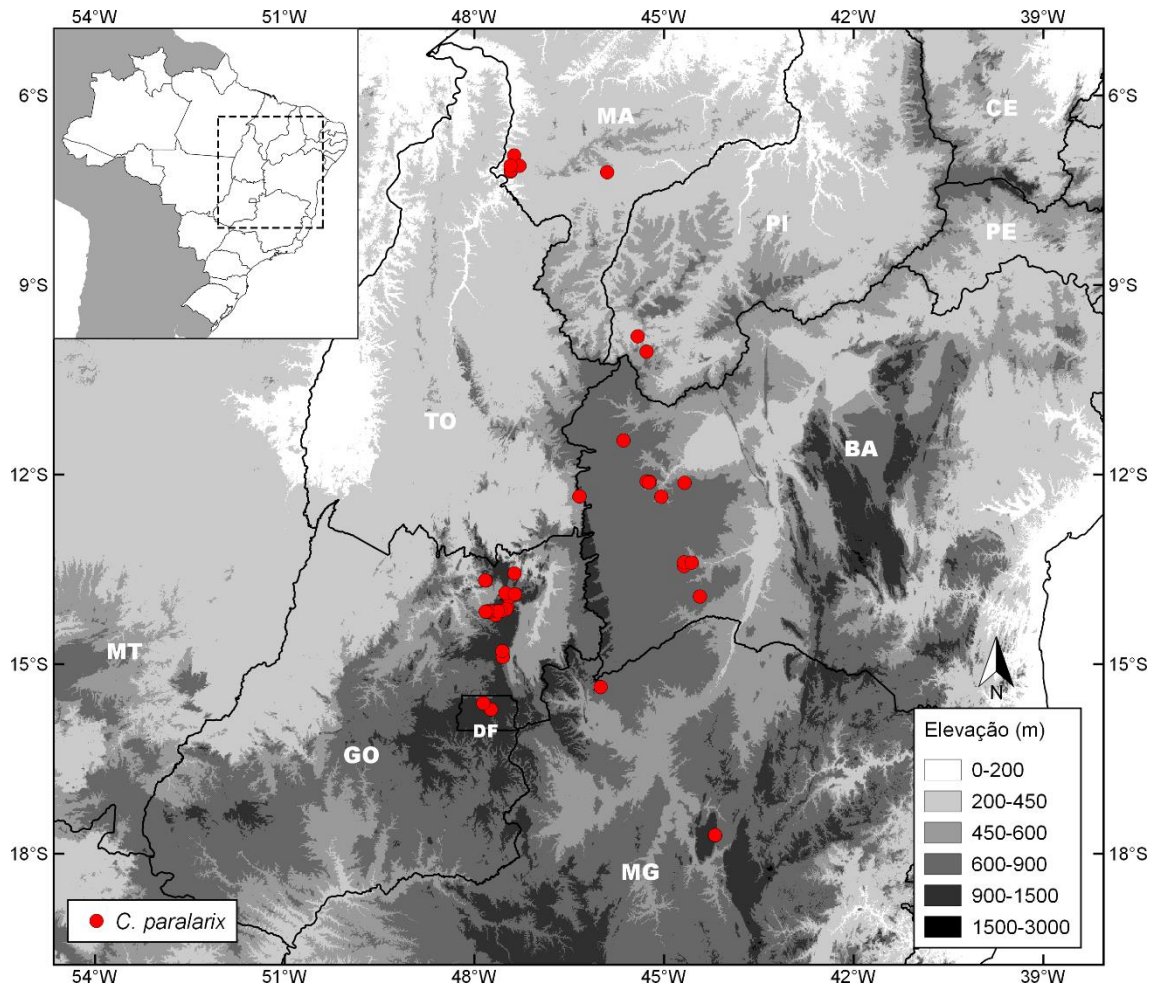 54°W 51°W 48°W 45°W 42°W 39°W
6°S 6°S
MA
CE
PI
PE
9°S 9°S
TO
BA
12°S 12°S
MT
15°S 15°S
N
DF
GO
MG
18°S 18°S
Elevação (m)
0-200
200-450
450-600
600-900
900-1500
1500-3000
C. paralarix
54°W 51°W 48°W 45°W 42°W 39°W